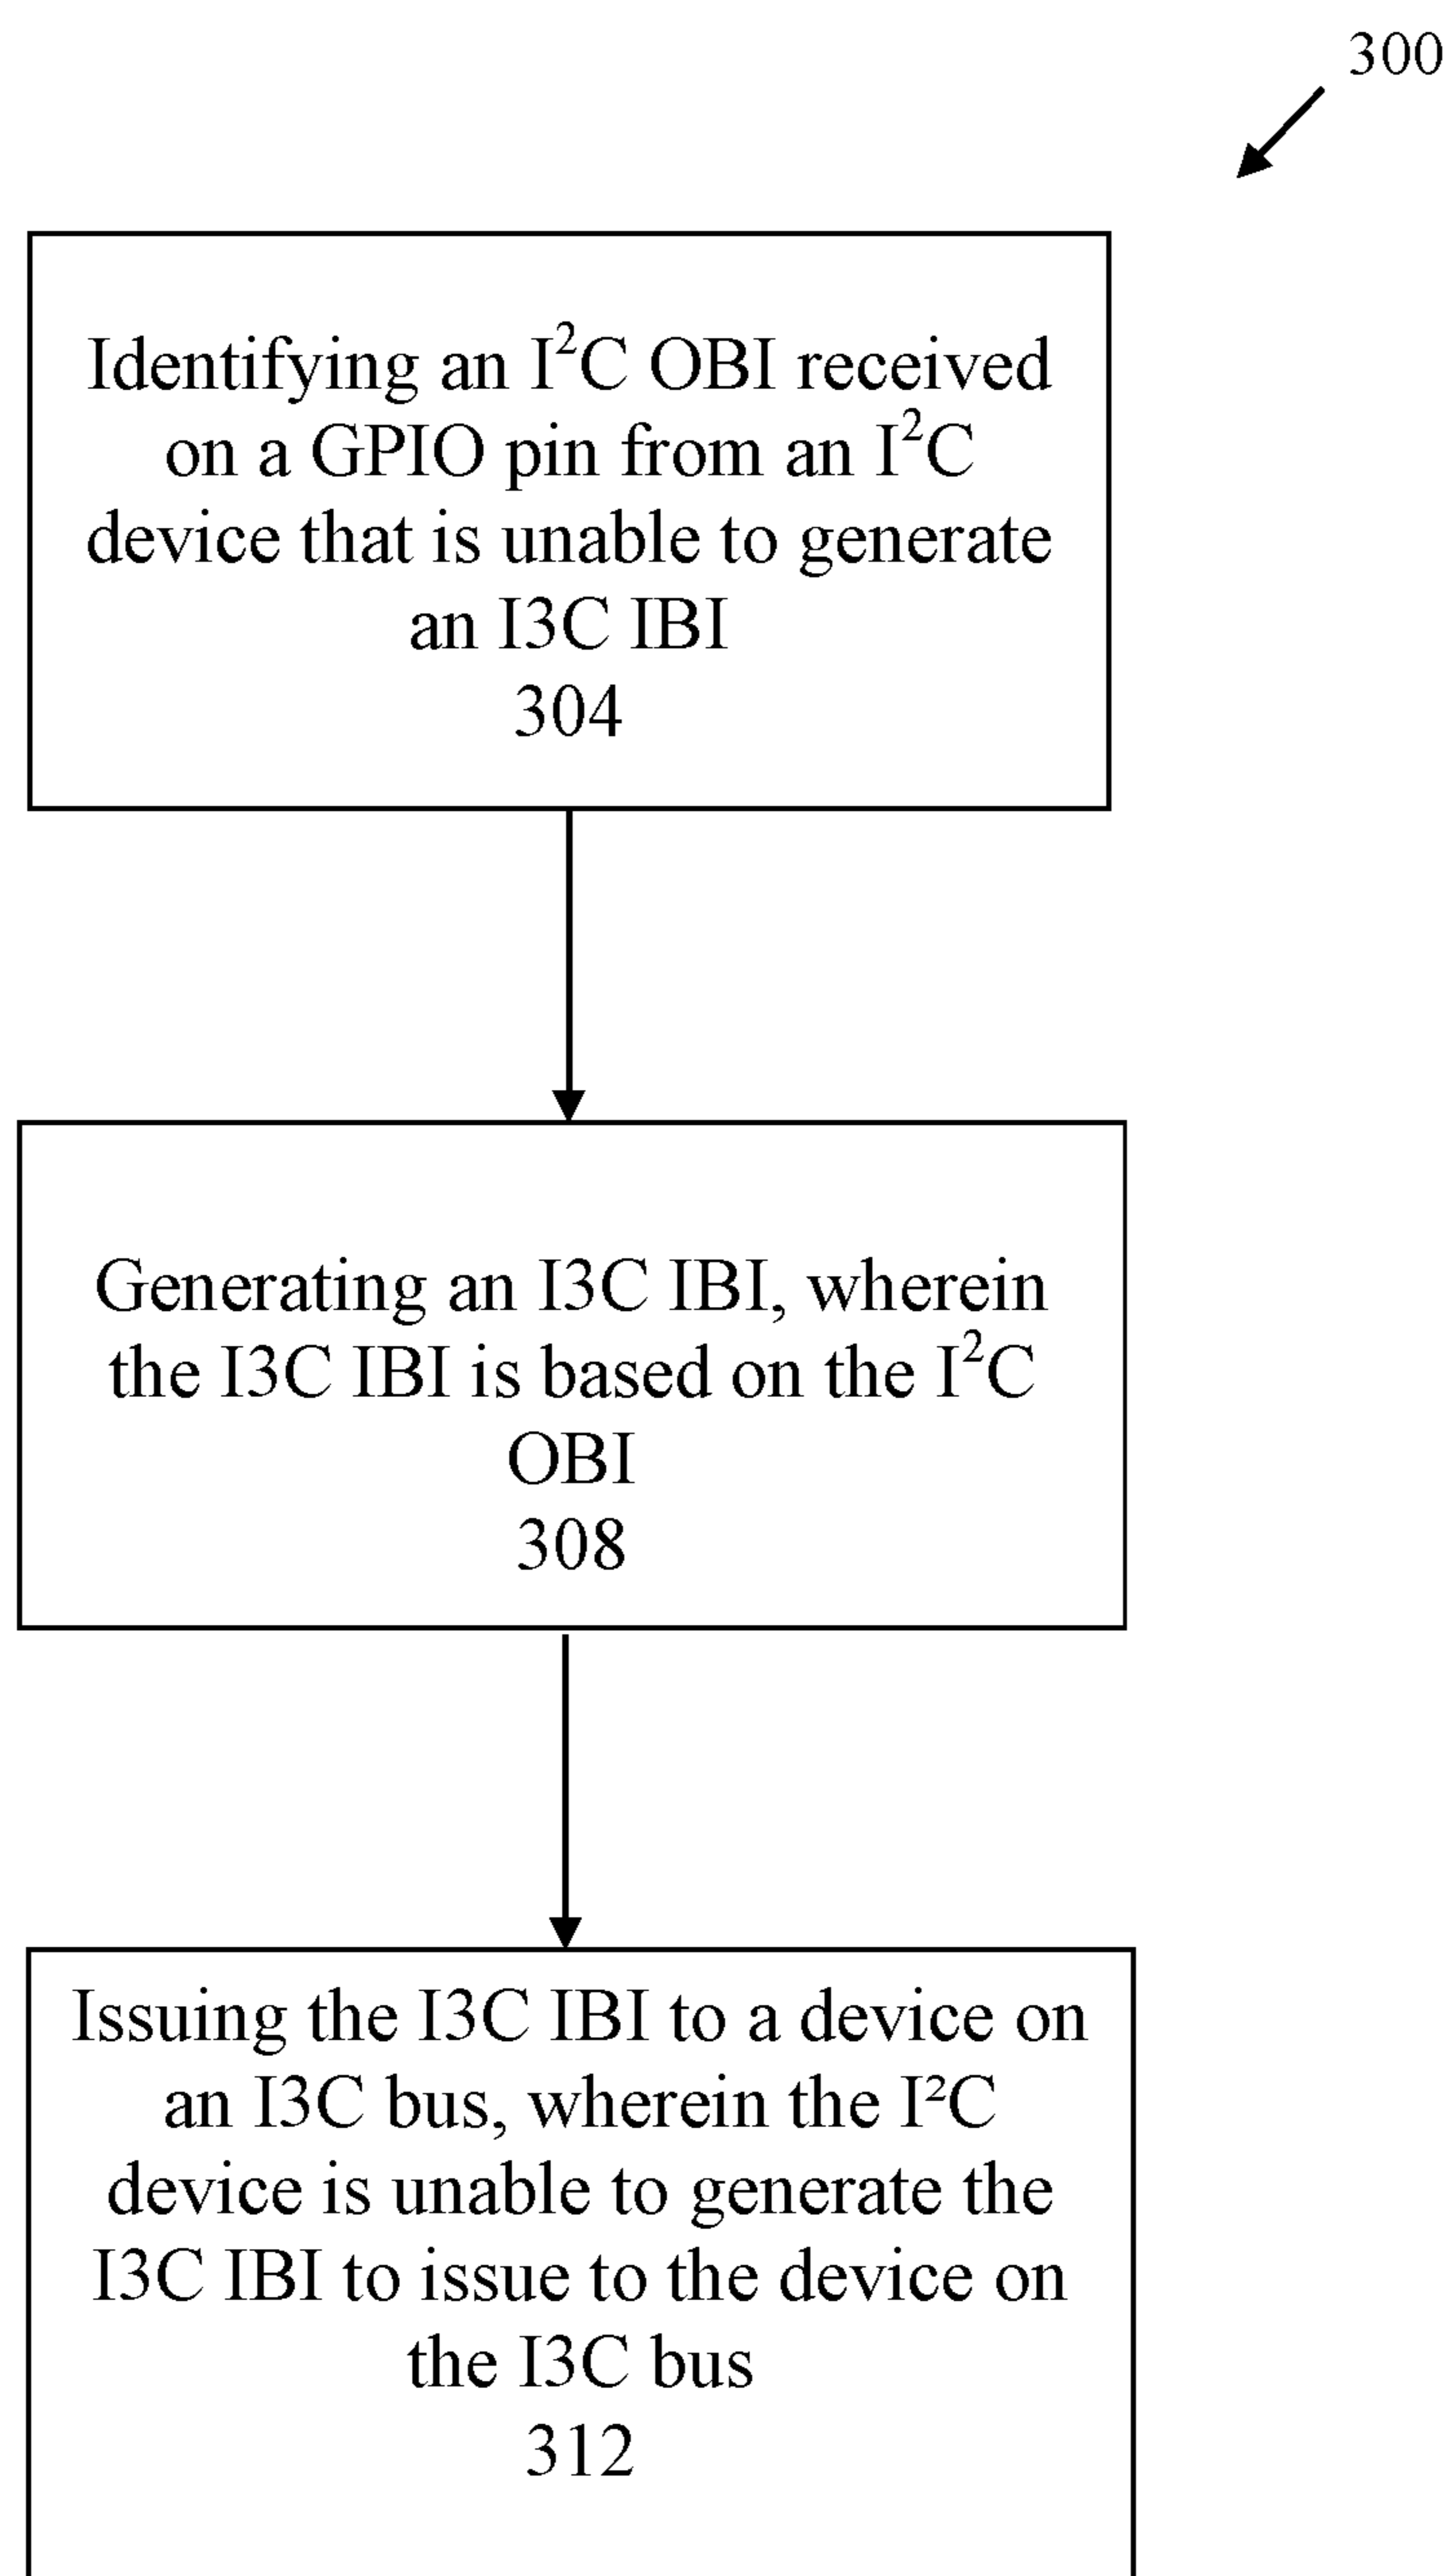 300
Identifying an I²C OBI received
on a GPIO pin from an I²C
device that is unable to generate
an I3C IBI
304
Generating an I3C IBI, wherein
the I3C IBI is based on the I²C
OBI
308
Issuing the I3C IBI to a device on
an I3C bus, wherein the I²C
device is unable to generate the
I3C IBI to issue to the device on
the I3C bus
312